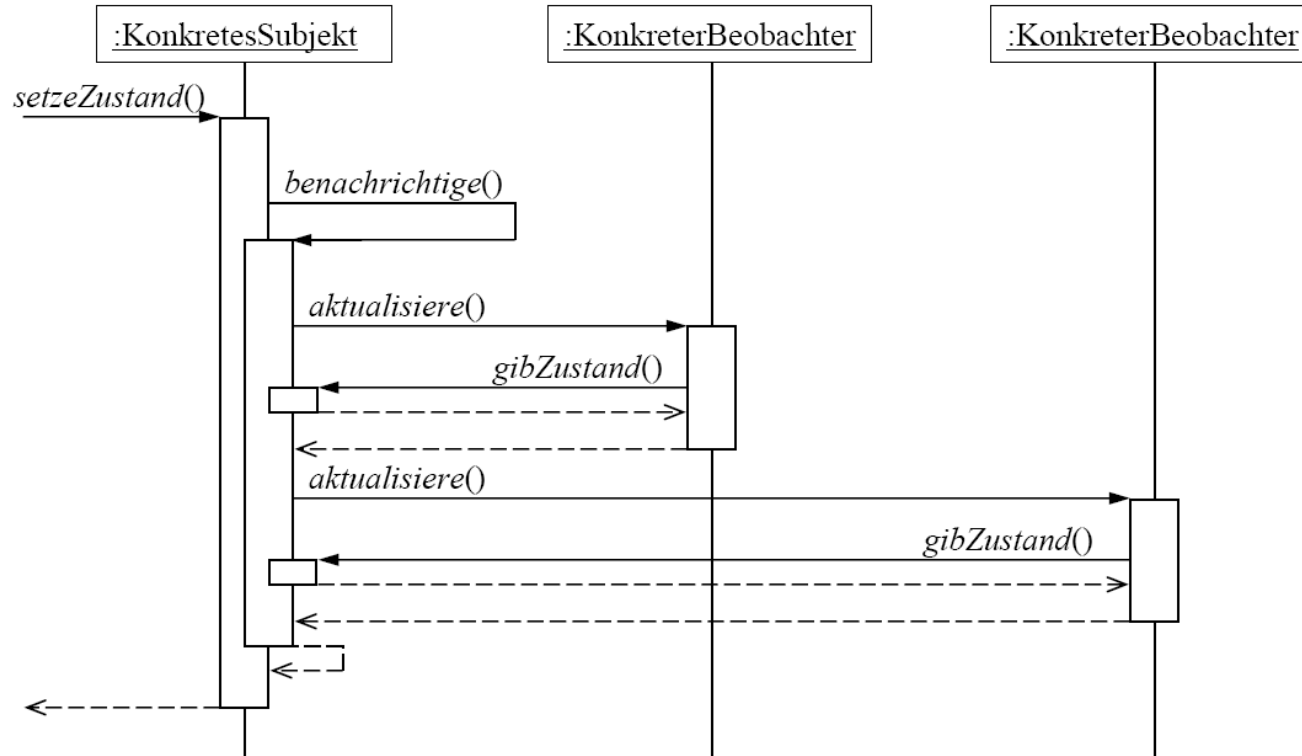 :KonkretesSubjekt
:KonkreterBeobachter
:KonkreterBeobachter
setzeZustand()
benachrichtige()
aktualisiere()
gibZustand()
aktualisiere()
gibZustand()